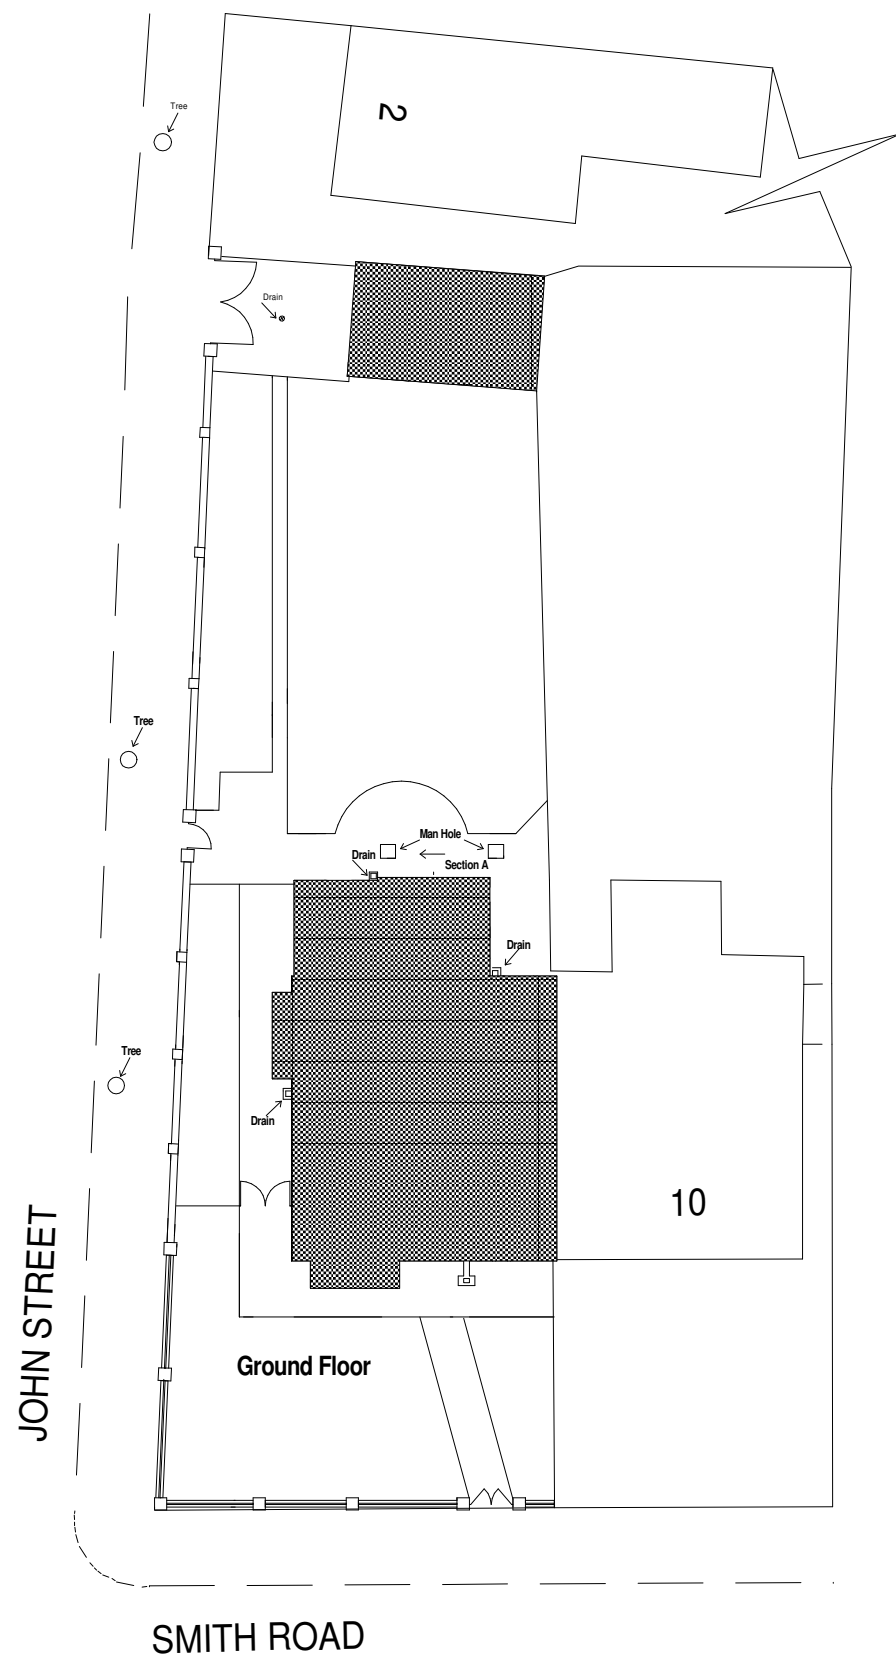 Tree
2
Drain
Tree
Man Hole
Drain
Section A
Drain
Tree
Drain
10
JOHN STREET
Ground Floor
SMITH ROAD